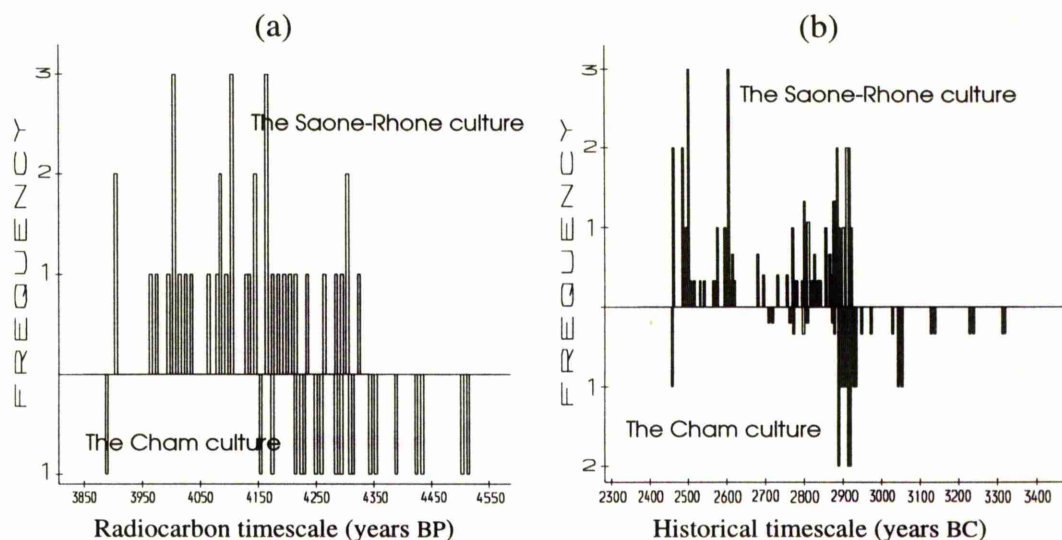 (a)
3
2
1
1
FREQUENCY
The Saone-Rhone culture
The Cham culture
3850 3950 4050 4150 4250 4350 4450 4550
Radiocarbon timescale (years BP)
(b)
3
2
1
1
2
FREQUENCY
The Saone-Rhone culture
The Cham culture
2300 2400 2500 2600 2700 2800 2900 3000 3100 3200 3300 3400
Historical timescale (years BC)